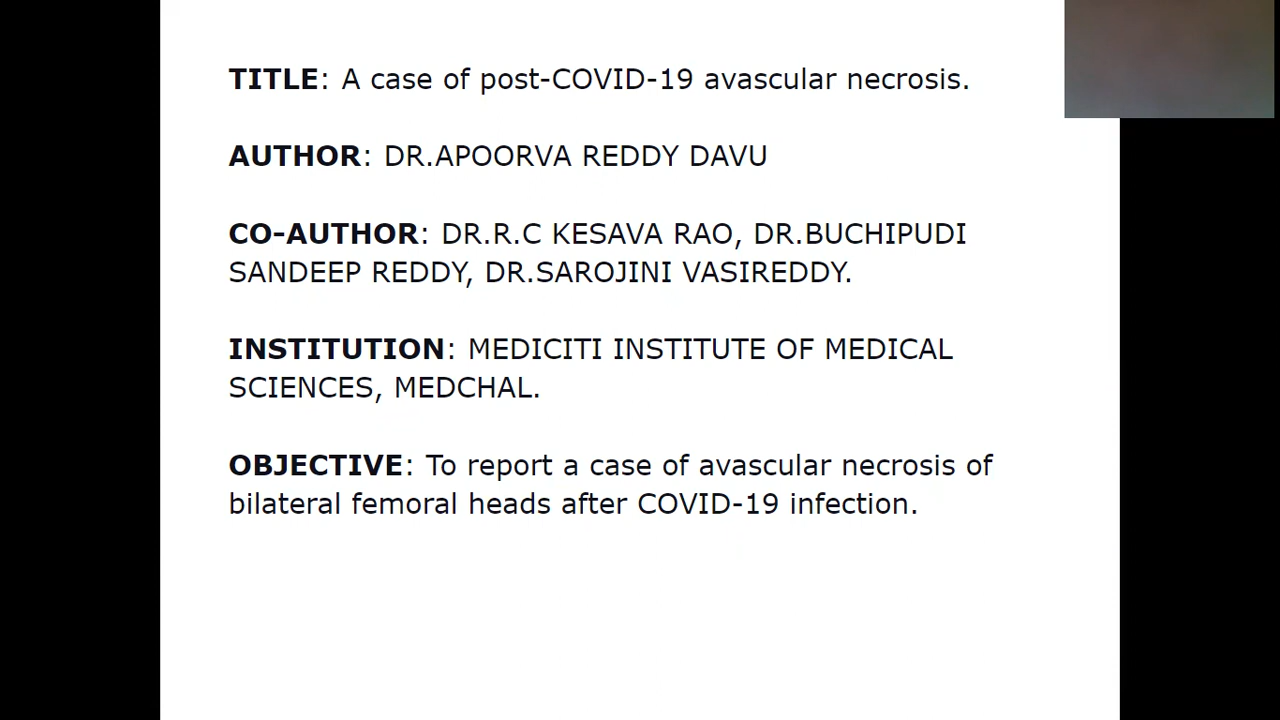 TITLE: A case of post-COVID-19 avascular necrosis.
AUTHOR: DR.APOORVA REDDY DAVU
CO-AUTHOR: DR.R.C KESAVA RAO, DR.BUCHIPUDI
SANDEEP REDDY, DR.SAROJINI VASIREDDY.
INSTITUTION: MEDICITI INSTITUTE OF MEDICAL
SCIENCES, MEDCHAL.
OBJECTIVE: To report a case of avascular necrosis of
bilateral femoral heads after COVID-19 infection.